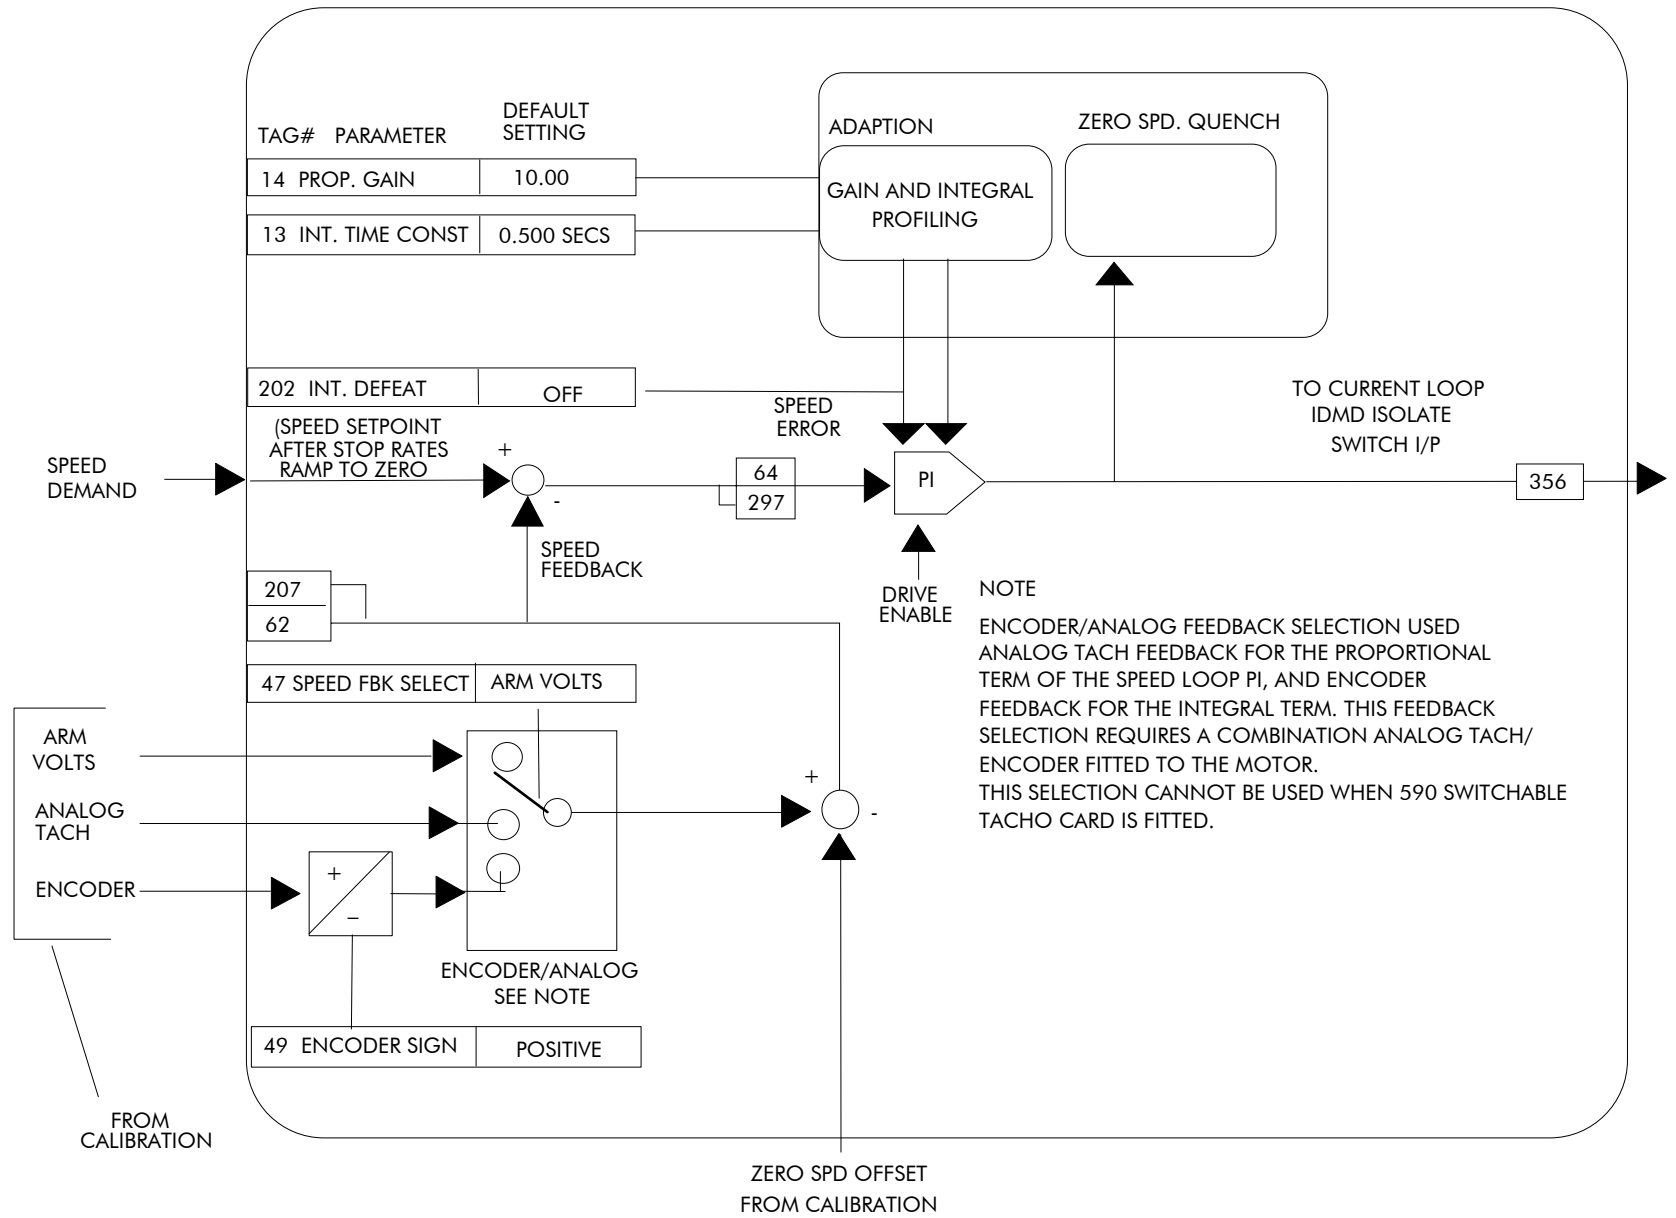 TAG# PARAMETER
DEFAULT
SETTING
14 PROP. GAIN
10.00
13 INT. TIME CONST
0.500 SECS
ADAPTION
ZERO SPD. QUENCH
GAIN AND INTEGRAL
PROFILING
202 INT. DEFEAT
OFF
SPEED
ERROR
TO CURRENT LOOP
IDMD ISOLATE
SWITCH I/P
SPEED
DEMAND
(SPEED SETPOINT
AFTER STOP RATES
RAMP TO ZERO
+
-
64
297
PI
356
SPEED
FEEDBACK
DRIVE
ENABLE
207
62
NOTE
ENCODER/ANALOG FEEDBACK SELECTION USED
ANALOG TACH FEEDBACK FOR THE PROPORTIONAL
TERM OF THE SPEED LOOP PI, AND ENCODER
FEEDBACK FOR THE INTEGRAL TERM. THIS FEEDBACK
SELECTION REQUIRES A COMBINATION ANALOG TACH/
ENCODER FITTED TO THE MOTOR.
THIS SELECTION CANNOT BE USED WHEN 590 SWITCHABLE
TACHO CARD IS FITTED.
47 SPEED FBK SELECT
ARM VOLTS
ARM
VOLTS
ANALOG
TACH
ENCODER
+
-
+
-
ENCODER/ANALOG
SEE NOTE
49 ENCODER SIGN
POSITIVE
FROM
CALIBRATION
ZERO SPD OFFSET
FROM CALIBRATION